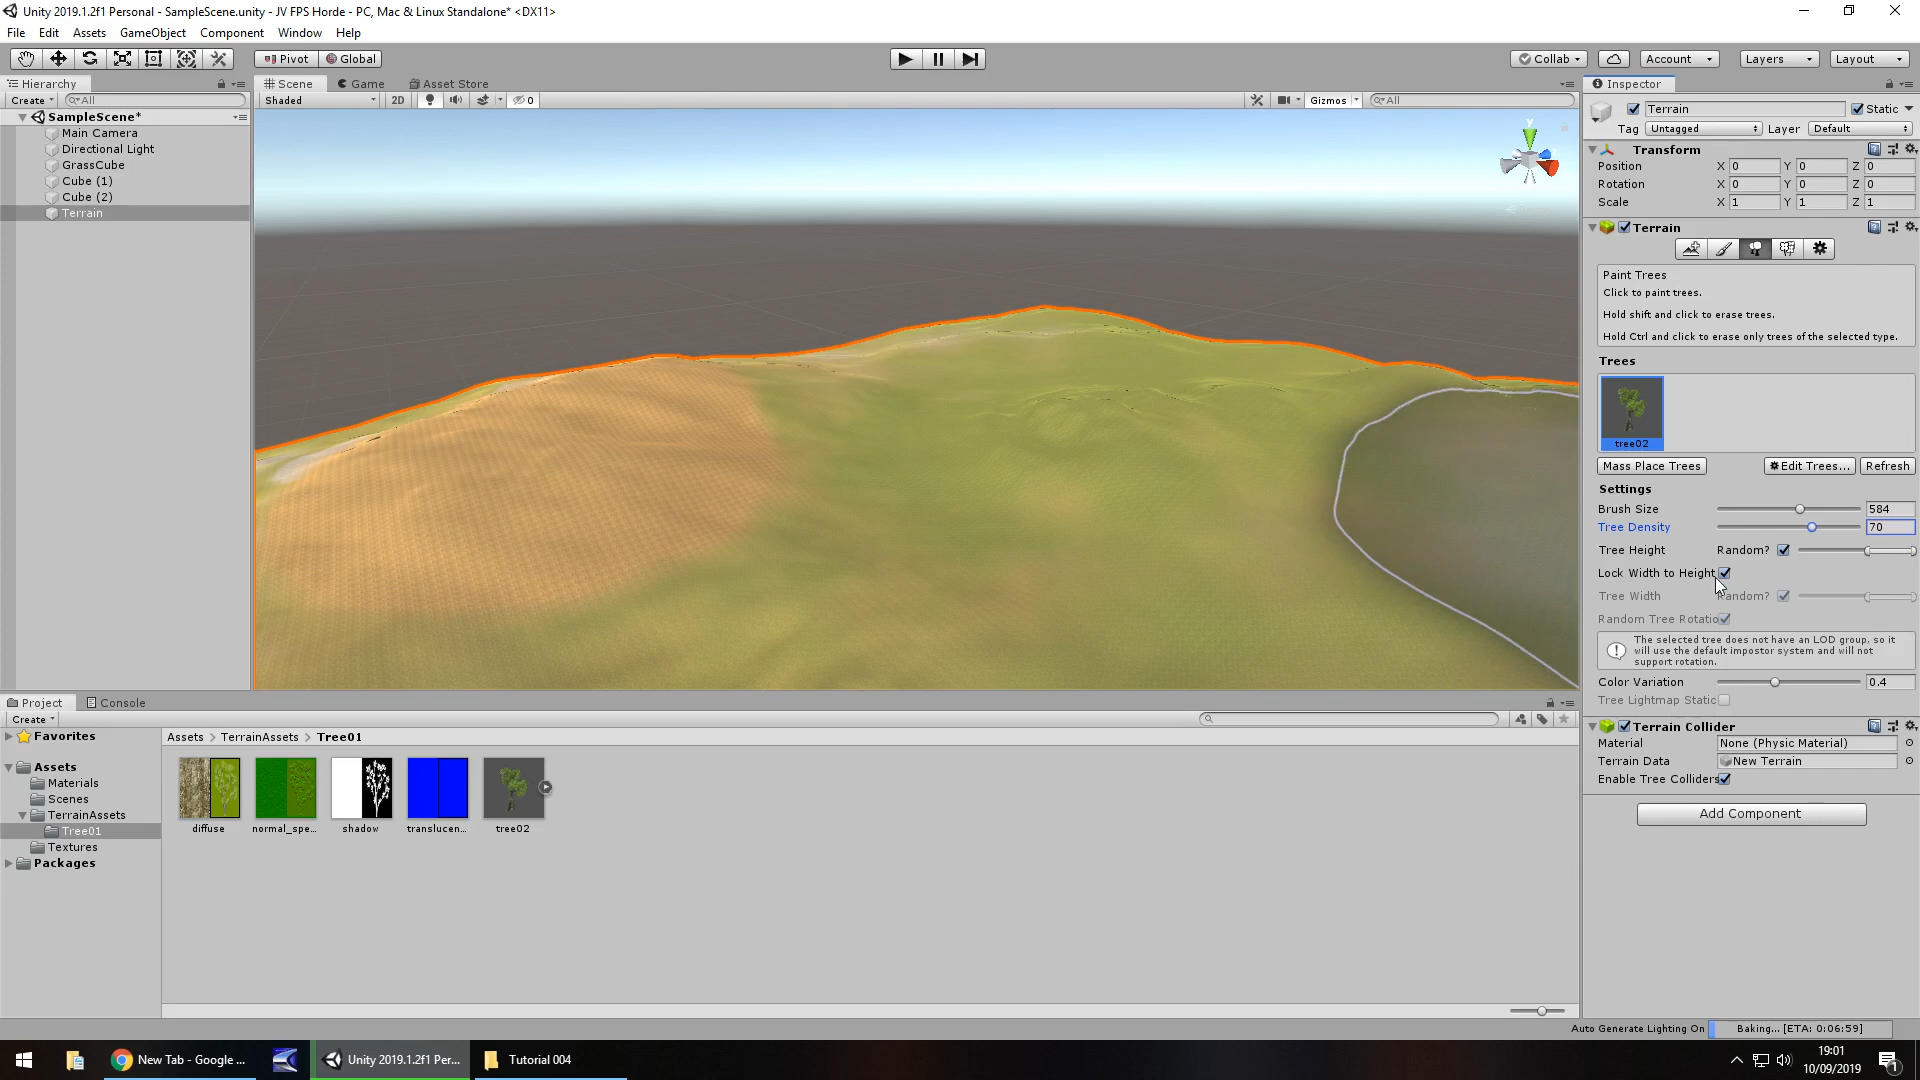 Unity 2019.1.2f1 Personal - SampleScene.unity - JV FPS Horde - PC, Mac & Linux Standalone* <DX11>
File Edit Assets GameObject Component Window Help
Pivot Global Collab Account Layers Layout
Hierarchy
Create All
SampleScene*
Main Camera
Directional Light
GrassCube
Cube (1)
Cube (2)
Terrain
Scene Game Asset Store
Shaded 2D 0 Gizmos All
y
Inspector
Terrain Static
Tag Untagged Layer Default
Transform
Position X 0 Y 0 Z 0
Rotation X 0 Y 0 Z 0
Scale X 1 Y 1 Z 1
Terrain
Paint Trees
Click to paint trees.
Hold shift and click to erase trees.
Hold Ctrl and click to erase only trees of the selected type.
Trees
tree02
Mass Place Trees Edit Trees... Refresh
Settings
Brush Size 584
Tree Density 70
Tree Height Random?
Lock Width to Height
Tree Width Random?
Random Tree Rotatio
The selected tree does not have an LOD group, so it
will use the default impostor system and will not
support rotation.
Color Variation 0.4
Tree Lightmap Static
Terrain Collider
Material None (Physic Material)
Terrain Data New Terrain
Enable Tree Colliders
Add Component
Project Console
Create
Favorites
Assets
Materials
Scenes
TerrainAssets
Tree01
Textures
Packages
Assets > TerrainAssets > Tree01
diffuse normal_spe... shadow translucen... tree02
Auto Generate Lighting On Baking... [ETA: 0:06:59]
New Tab - Google ... Unity 2019.1.2f1 Per... Tutorial 004
19:01
10/09/2019
1